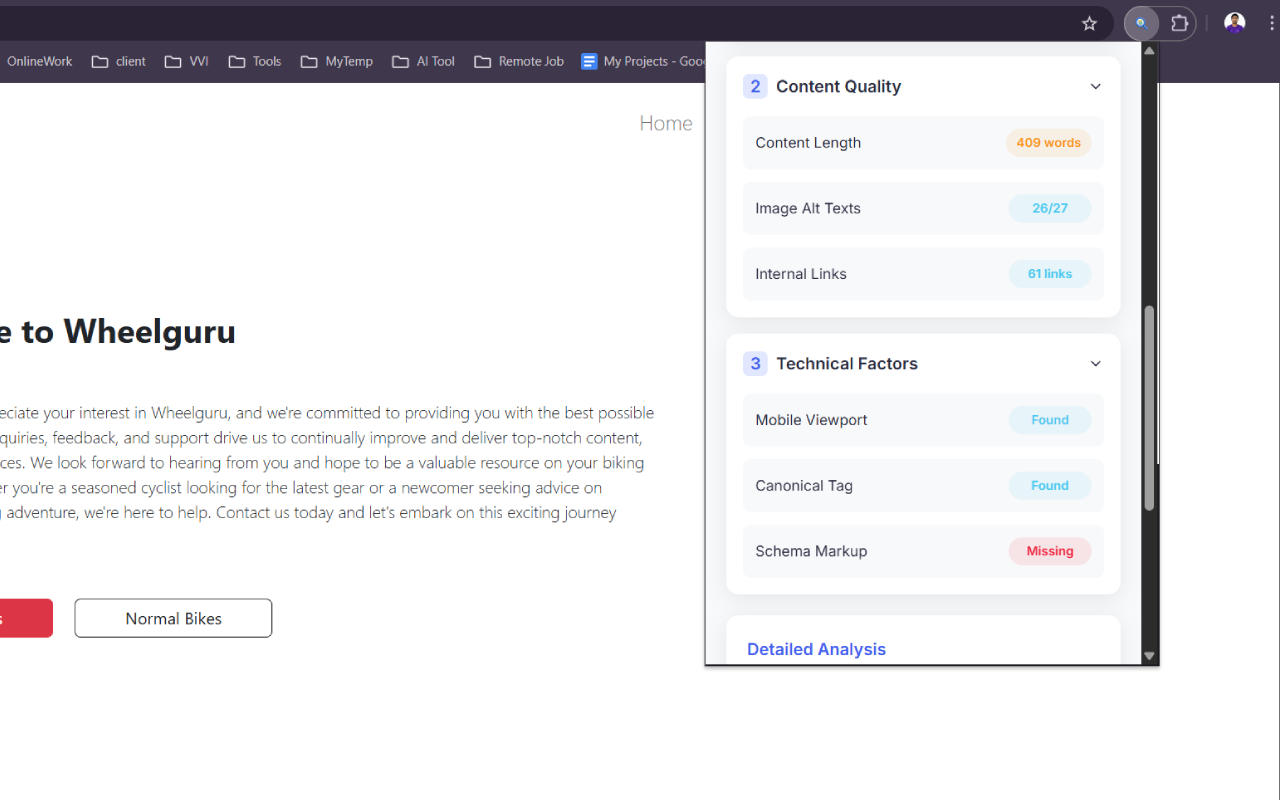 OnlineWork client VVI Tools MyTemp AI Tool Remote Job My Projects - Goo
Home
e to Wheelguru
eciate your interest in Wheelguru, and we're committed to providing you with the best possible
quiries, feedback, and support drive us to continually improve and deliver top-notch content,
ces. We look forward to hearing from you and hope to be a valuable resource on your biking
er you're a seasoned cyclist looking for the latest gear or a newcomer seeking advice on
g adventure, we're here to help. Contact us today and let's embark on this exciting journey
s
Normal Bikes
2 Content Quality
Content Length 409 words
Image Alt Texts 26/27
Internal Links 61 links
3 Technical Factors
Mobile Viewport Found
Canonical Tag Found
Schema Markup Missing
Detailed Analysis